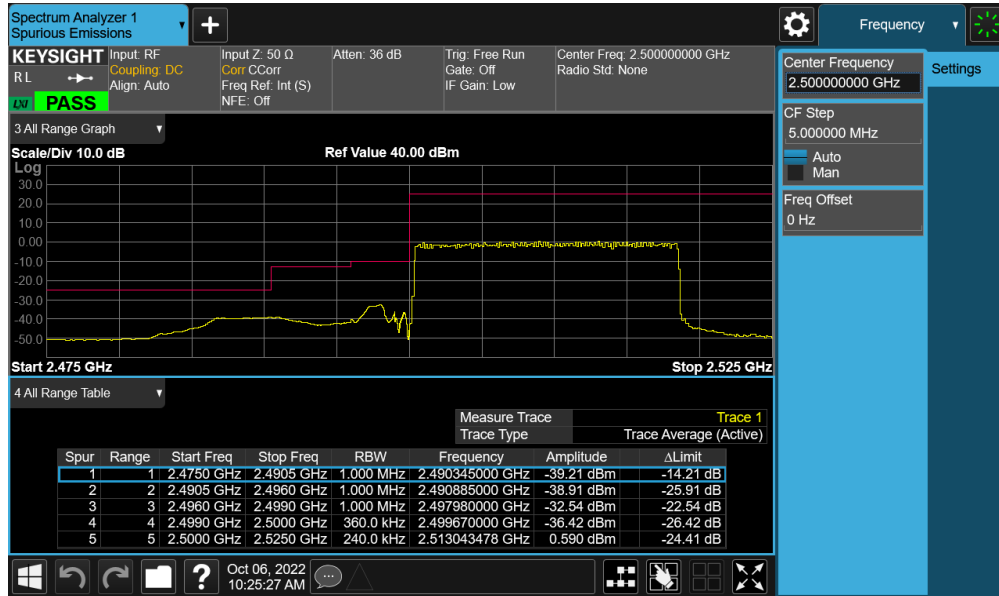 Spectrum Analyzer 1
Spurious Emissions
+
Frequency
KEYSIGHT
R L
LXI
PASS
Input: RF
Coupling: DC
Align: Auto
Input Z: 50 Ω
Corr CCorr
Freq Ref: Int (S)
NFE: Off
Atten: 36 dB
Trig: Free Run
Gate: Off
IF Gain: Low
Center Freq: 2.500000000 GHz
Radio Std: None
Center Frequency
2.500000000 GHz
Settings
CF Step
5.000000 MHz
Auto
Man
Freq Offset
0 Hz
3 All Range Graph
Scale/Div 10.0 dB Ref Value 40.00 dBm
Log
30.0
20.0
10.0
0.00
-10.0
-20.0
-30.0
-40.0
-50.0
Start 2.475 GHz Stop 2.525 GHz
4 All Range Table
Measure Trace Trace 1
Trace Type Trace Average (Active)
Spur Range Start Freq Stop Freq RBW Frequency Amplitude ΔLimit
1 1 2.4750 GHz 2.4905 GHz 1.000 MHz 2.490345000 GHz -39.21 dBm -14.21 dB
2 2 2.4905 GHz 2.4960 GHz 1.000 MHz 2.490885000 GHz -38.91 dBm -25.91 dB
3 3 2.4960 GHz 2.4990 GHz 1.000 MHz 2.497980000 GHz -32.54 dBm -22.54 dB
4 4 2.4990 GHz 2.5000 GHz 360.0 kHz 2.499670000 GHz -36.42 dBm -26.42 dB
5 5 2.5000 GHz 2.5250 GHz 240.0 kHz 2.513043478 GHz 0.590 dBm -24.41 dB
?
Oct 06, 2022
10:25:27 AM